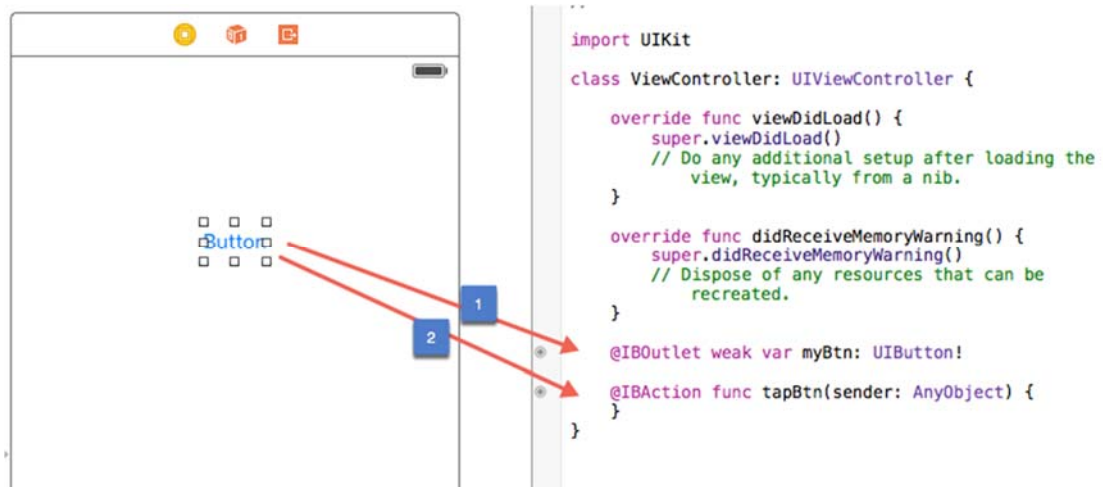 import UIKit
class ViewController: UIViewController {
override func viewDidLoad() {
super.viewDidLoad()
// Do any additional setup after loading the
view, typically from a nib.
}
override func didReceiveMemoryWarning() {
super.didReceiveMemoryWarning()
// Dispose of any resources that can be
recreated.
}
@IBOutlet weak var myBtn: UIButton!
@IBAction func tapBtn(sender: AnyObject) {
}
}
Button
1
2